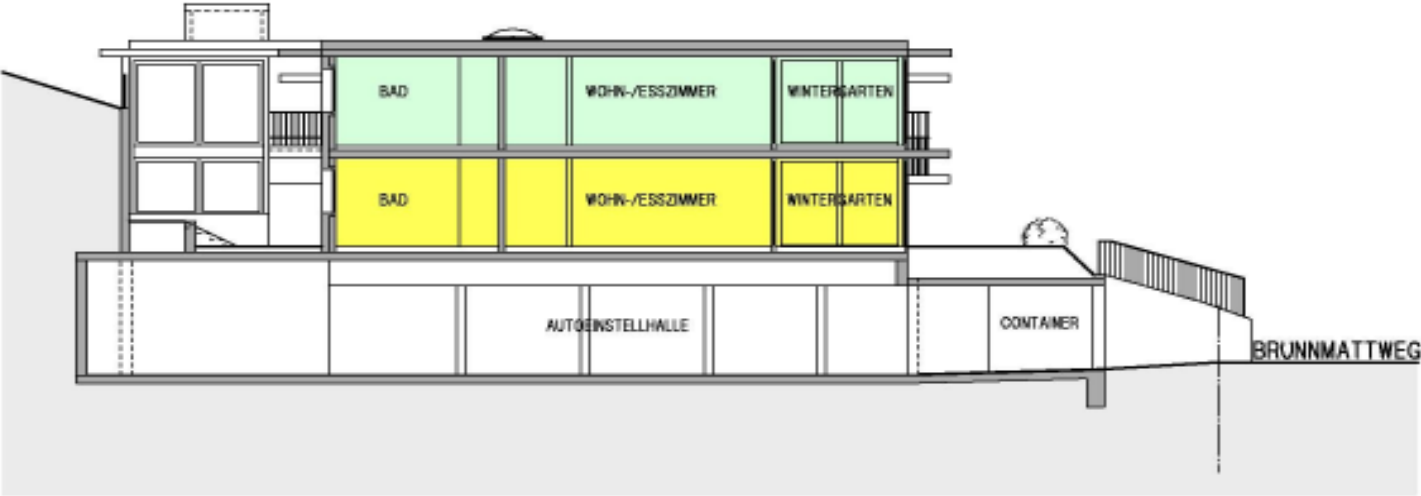 BAD WOHN-/ESSZIMMER WINTERGARTEN
BAD WOHN-/ESSZIMMER WINTERGARTEN
AUTOEINSTELLHALLE CONTAINER
BRUNNMATTWEG